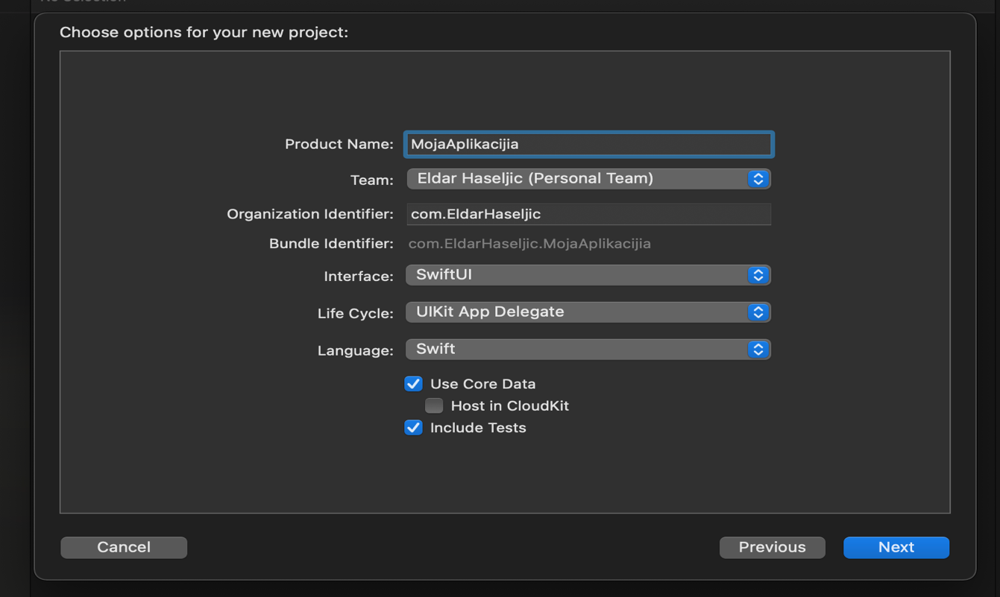 No Selection
Choose options for your new project:
Product Name: MojaAplikacijia
Team: Eldar Haseljic (Personal Team)
Organization Identifier: com.EldarHaseljic
Bundle Identifier: com.EldarHaseljic.MojaAplikacijia
Interface: SwiftUI
Life Cycle: UIKit App Delegate
Language: Swift
Use Core Data
Host in CloudKit
Include Tests
Cancel Previous Next